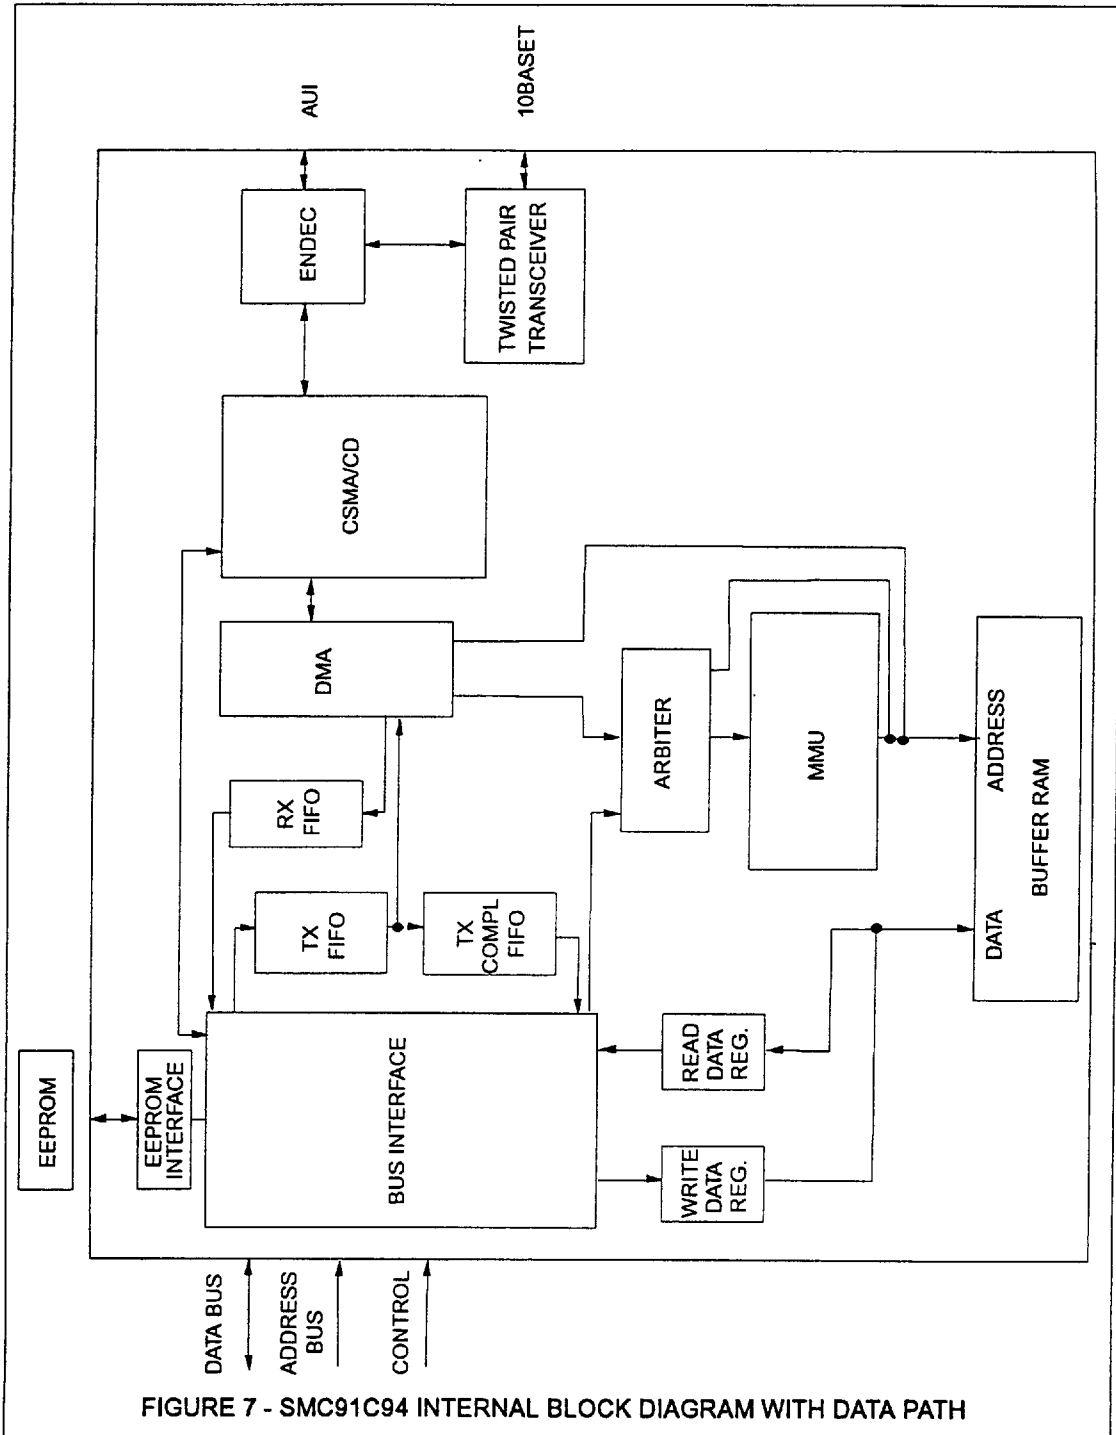 AUI
10BASET
ENDEC
TWISTED PAIR
TRANSCEIVER
CSMA/CD
DMA
RX
FIFO
TX
FIFO
TX
COMPL
FIFO
ARBITER
MMU
ADDRESS
DATA
BUFFER RAM
EEPROM
EEPROM
INTERFACE
BUS INTERFACE
READ
DATA
REG.
WRITE
DATA
REG.
DATA BUS
ADDRESS
BUS
CONTROL
FIGURE 7 - SMC91C94 INTERNAL BLOCK DIAGRAM WITH DATA PATH